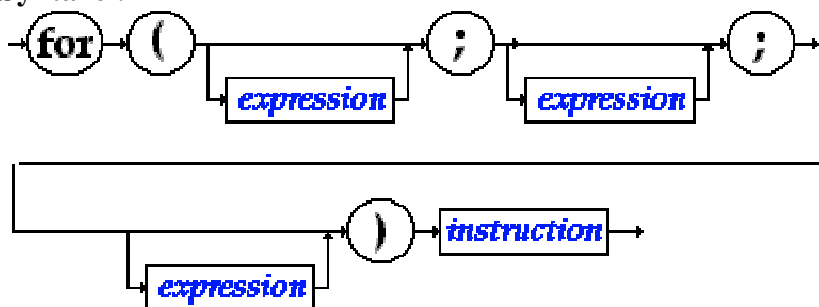 for ( ; ;
expression expression
) instruction
expression